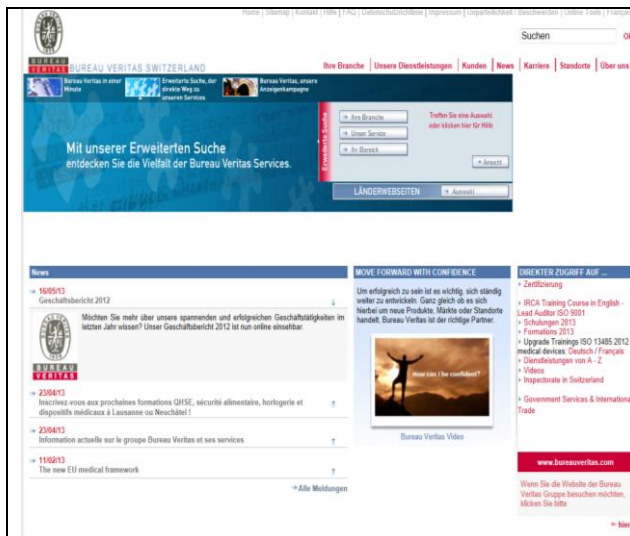 Home | Sitemap | Kontakt | Hilfe | FAQ | Datenschutzrichtlinie | Impressum | Unparteilichkeit / Beschwerden | Online Tools | Françai
Suchen
BUREAU
VERITAS
BUREAU VERITAS SWITZERLAND
Ihre Branche | Unsere Dienstleistungen | Kunden | News | Karriere | Standorte | Über uns
Bureau Veritas in einer
Minute
Erweiterte Suche, der
direkte Weg zu
unseren Services
Bureau Veritas, unsere
Anzeigenkampagne
Mit unserer Erweiterten Suche
entdecken Sie die Vielfalt der Bureau Veritas Services.
Erweiterte Suche
Ihre Branche
Unser Service
Ihr Bereich
Treffen Sie eine Auswahl
oder klicken hier für Hilfe
Ansicht
LÄNDERWEBSEITEN
Auswahl
News
16/05/13
Geschäftsbericht 2012
Möchten Sie mehr über unsere spannenden und erfolgreichen Geschäftstätigkeiten im
letzten Jahr wissen? Unser Geschäftsbericht 2012 ist nun online einsehbar.
BUREAU
VERITAS
23/04/13
Inscrivez-vous aux prochaines formations QHSE, sécurité alimentaire, horlogerie et
dispositifs médicaux à Lausanne ou Neuchâtel !
23/04/13
Information actuelle sur le groupe Bureau Veritas et ses services
11/02/13
The new EU medical framework
Alle Meldungen
MOVE FORWARD WITH CONFIDENCE
Um erfolgreich zu sein ist es wichtig, sich ständig
weiter zu entwickeln. Ganz gleich ob es sich
hierbei um neue Produkte, Märkte oder Standorte
handelt, Bureau Veritas ist der richtige Partner.
How can I be confident?
Bureau Veritas Video
DIREKTER ZUGRIFF AUF ...
Zertifizierung
IRCA Training Course in English -
Lead Auditor ISO 9001
Schulungen 2013
Formations 2013
Upgrade Trainings ISO 13485:2012
medical devices: Deutsch / Français
Dienstleistungen von A - Z
Videos
Inspectorate in Switzerland
Government Services & Internationa
Trade
www.bureauveritas.com
Wenn Sie die Website der Bureau
Veritas Gruppe besuchen möchten,
klicken Sie bitte
hier